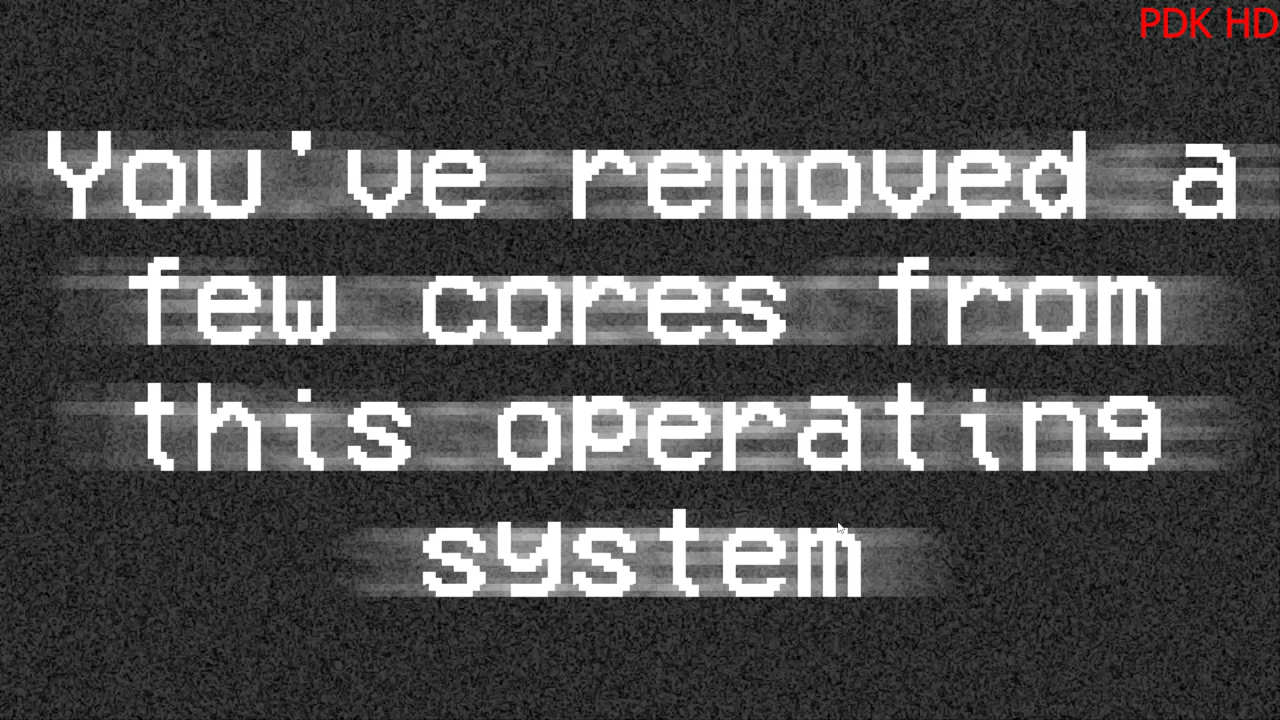 PDK HD
You've removed a
few cores from
this operating
system